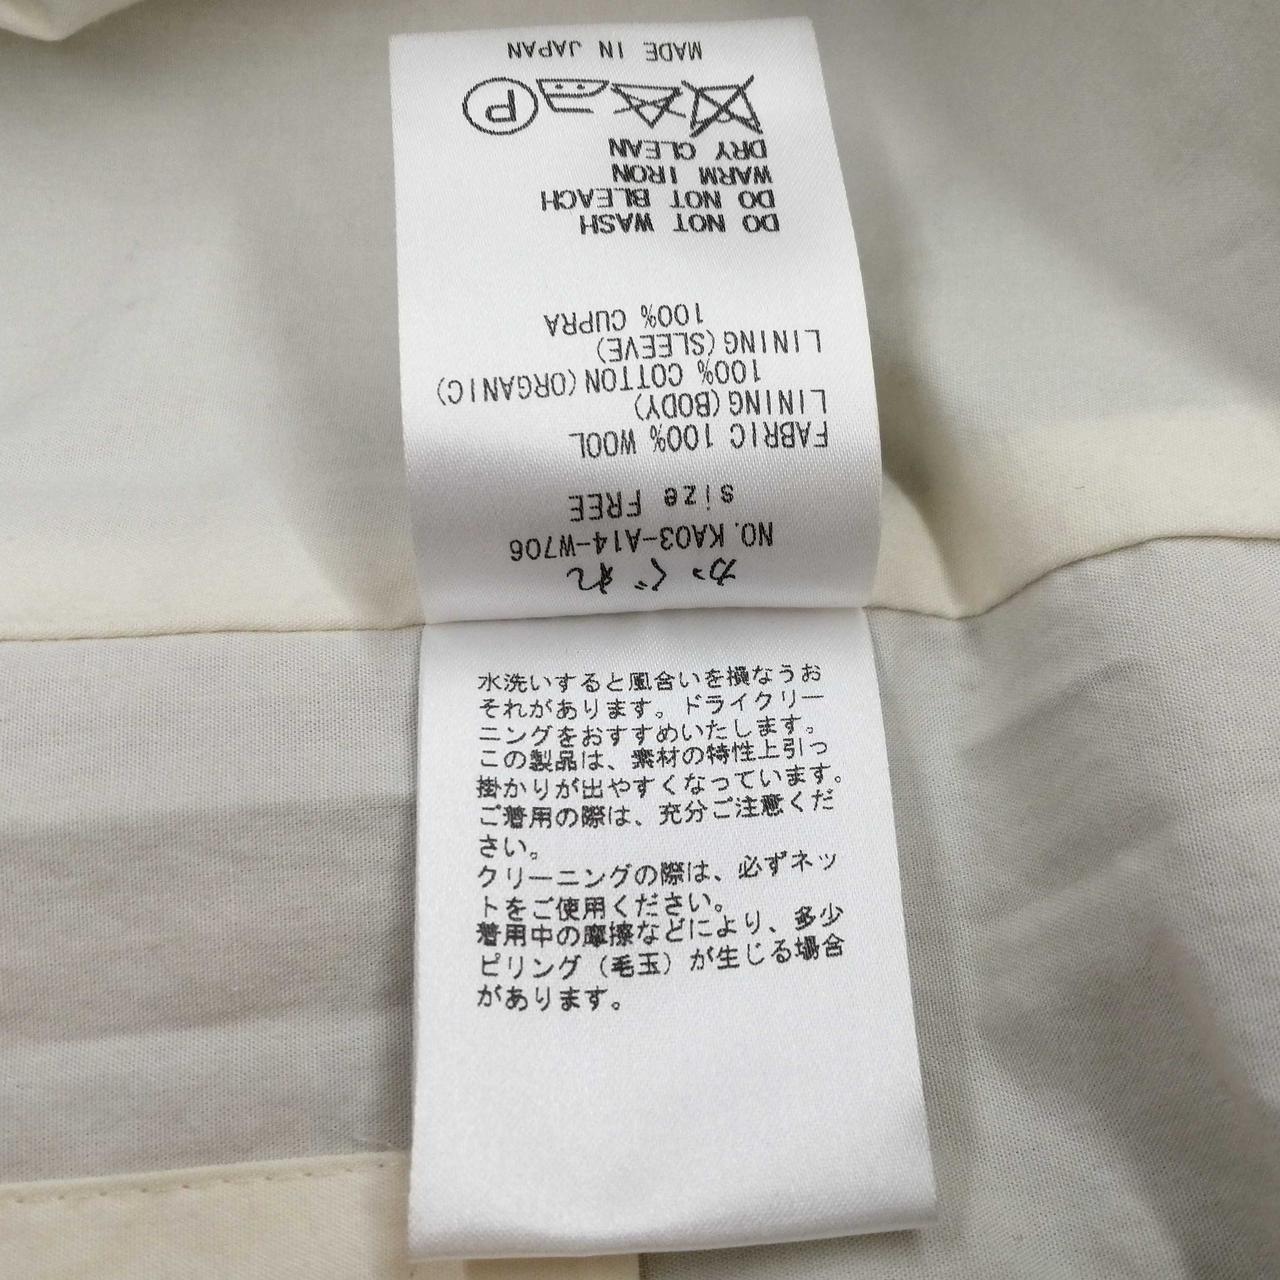 かぐれ
NO. KA03-A14-W706
size FREE
FABRIC 100% WOOL
LINING(BODY)
100% COTTON(ORGANIC)
LINING(SLEEVE)
100% CUPRA
DO NOT WASH
DO NOT BLEACH
WARM IRON
DRY CLEAN
P
MADE IN JAPAN
水洗いすると風合いを損なうお
それがあります。ドライクリー
ニングをおすすめいたします。
この製品は、素材の特性上引っ
掛かりが出やすくなっています。
ご着用の際は、充分ご注意くだ
さい。
クリーニングの際は、必ずネッ
トをご使用ください。
着用中の摩擦などにより、多少
ピリング（毛玉）が生じる場合
があります。